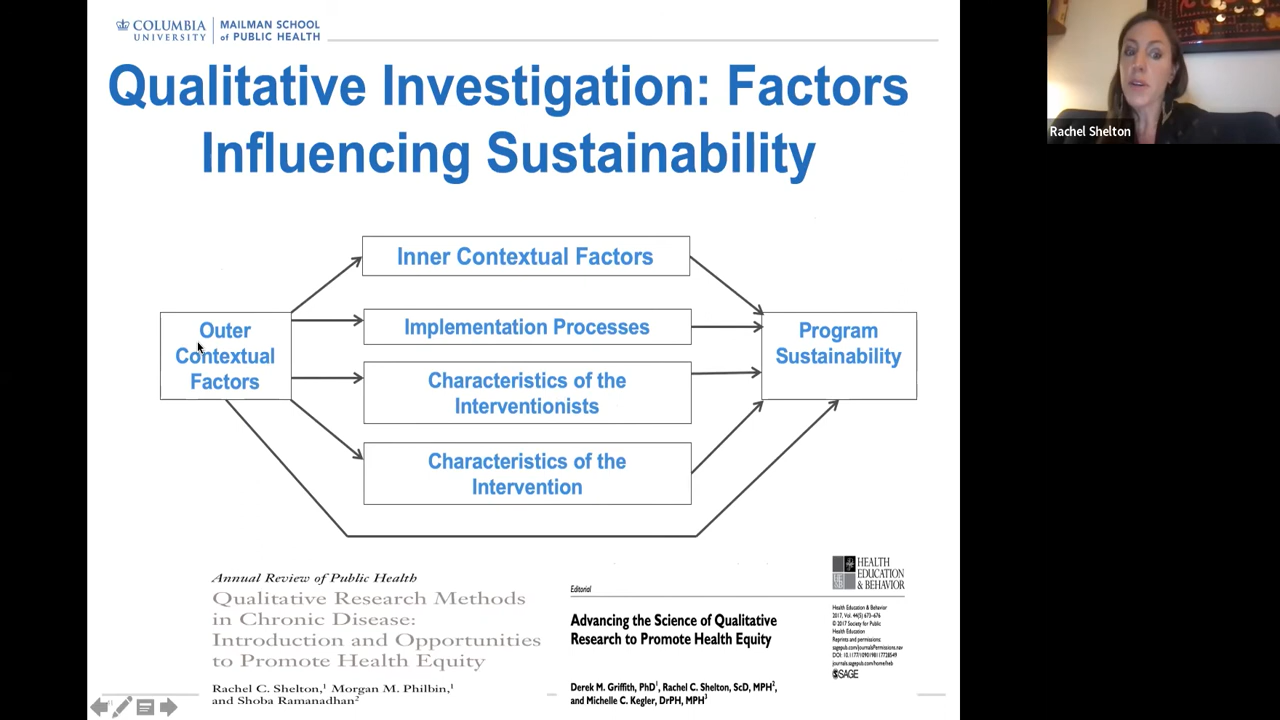 COLUMBIA UNIVERSITY
MAILMAN SCHOOL
of PUBLIC HEALTH
Qualitative Investigation: Factors
Influencing Sustainability
Rachel Shelton
Inner Contextual Factors
Outer
Contextual
Factors
Implementation Processes
Characteristics of the
Interventionists
Characteristics of the
Intervention
Program
Sustainability
Annual Review of Public Health
Qualitative Research Methods
in Chronic Disease:
Introduction and Opportunities
to Promote Health Equity
Rachel C. Shelton,¹ Morgan M. Philbin,¹
and Shoba Ramanadhan²
Editorial
Advancing the Science of Qualitative
Research to Promote Health Equity
Derek M. Griffith, PhD¹, Rachel C. Shelton, ScD, MPH²,
and Michelle C. Kegler, DrPH, MPH³
HEALTH
EDUCATION
& BEHAVIOR
Health Education & Behavior
2017, Vol. 44(5) 673–676
© 2017 Society for Public
Health Education
Reprints and permissions:
sagepub.com/journalsPermissions.nav
DOI: 10.1177/1090198117728549
journals.sagepub.com/home/heb
SAGE